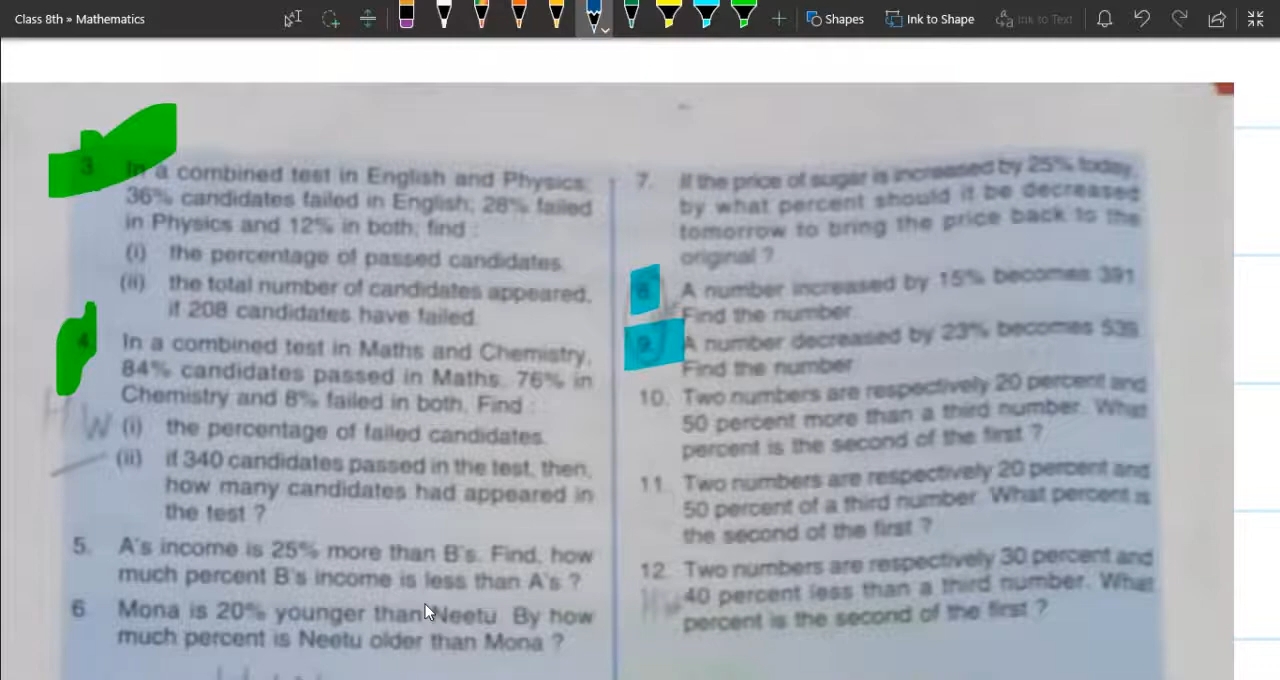 Class 8th » Mathematics
Shapes
Ink to Shape
Ink to Text
3. In a combined test in English and Physics;
36% candidates failed in English; 28% failed
in Physics and 12% in both; find :
(i) the percentage of passed candidates.
(ii) the total number of candidates appeared,
if 208 candidates have failed.
4. In a combined test in Maths and Chemistry,
84% candidates passed in Maths, 76% in
Chemistry and 8% failed in both. Find :
HW (i) the percentage of failed candidates.
(ii) if 340 candidates passed in the test, then,
how many candidates had appeared in
the test ?
5. A's income is 25% more than B's. Find, how
much percent B's income is less than A's ?
6. Mona is 20% younger than Neetu. By how
much percent is Neetu older than Mona ?
7. If the price of sugar is increased by 25% today,
by what percent should it be decreased
tomorrow to bring the price back to the
original ?
8. A number increased by 15% becomes 391.
Find the number.
9. A number decreased by 23% becomes 539.
Find the number.
10. Two numbers are respectively 20 percent and
50 percent more than a third number. What
percent is the second of the first ?
11. Two numbers are respectively 20 percent and
50 percent of a third number. What percent is
the second of the first ?
12. Two numbers are respectively 30 percent and
40 percent less than a third number. What
percent is the second of the first ?